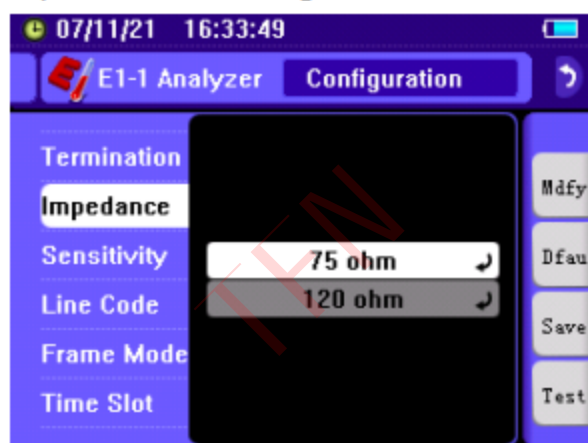 07/11/21 16:33:49
E1-1 Analyzer Configuration
Termination
Impedance
Sensitivity
Line Code
Frame Mode
Time Slot
75 ohm
120 ohm
Mdfy
Dfau
Save
Test
TEN